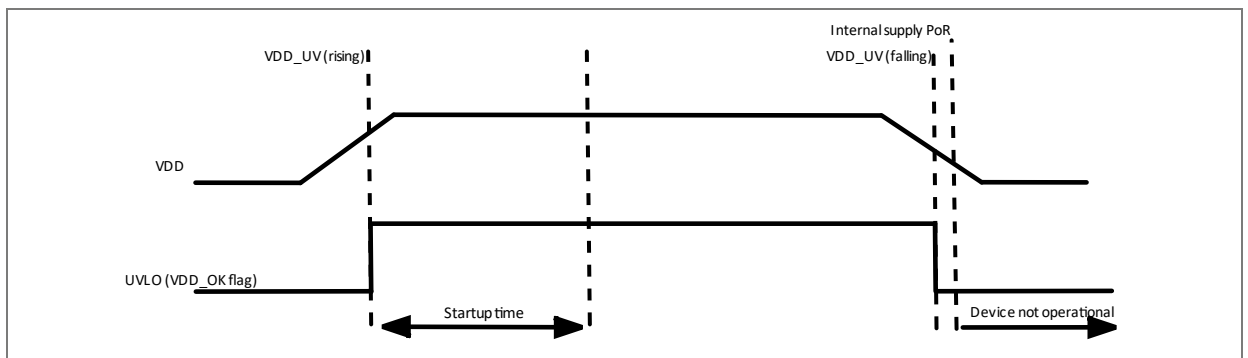 Internal supply PoR
VDD_UV (rising)
VDD_UV (falling)
VDD
UVLO (VDD_OK flag)
Startup time
Device not operational